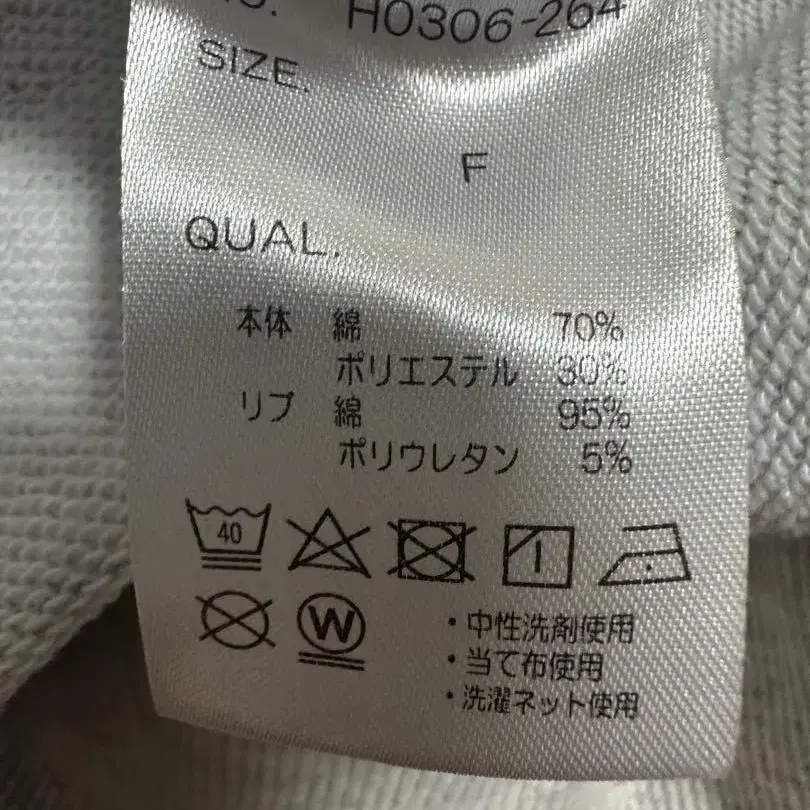 H0306-264
SIZE.
F
QUAL.
本体 綿 70%
ポリエステル 30%
リブ 綿 95%
ポリウレタン 5%
40
W
・中性洗剤使用
・当て布使用
・洗濯ネット使用